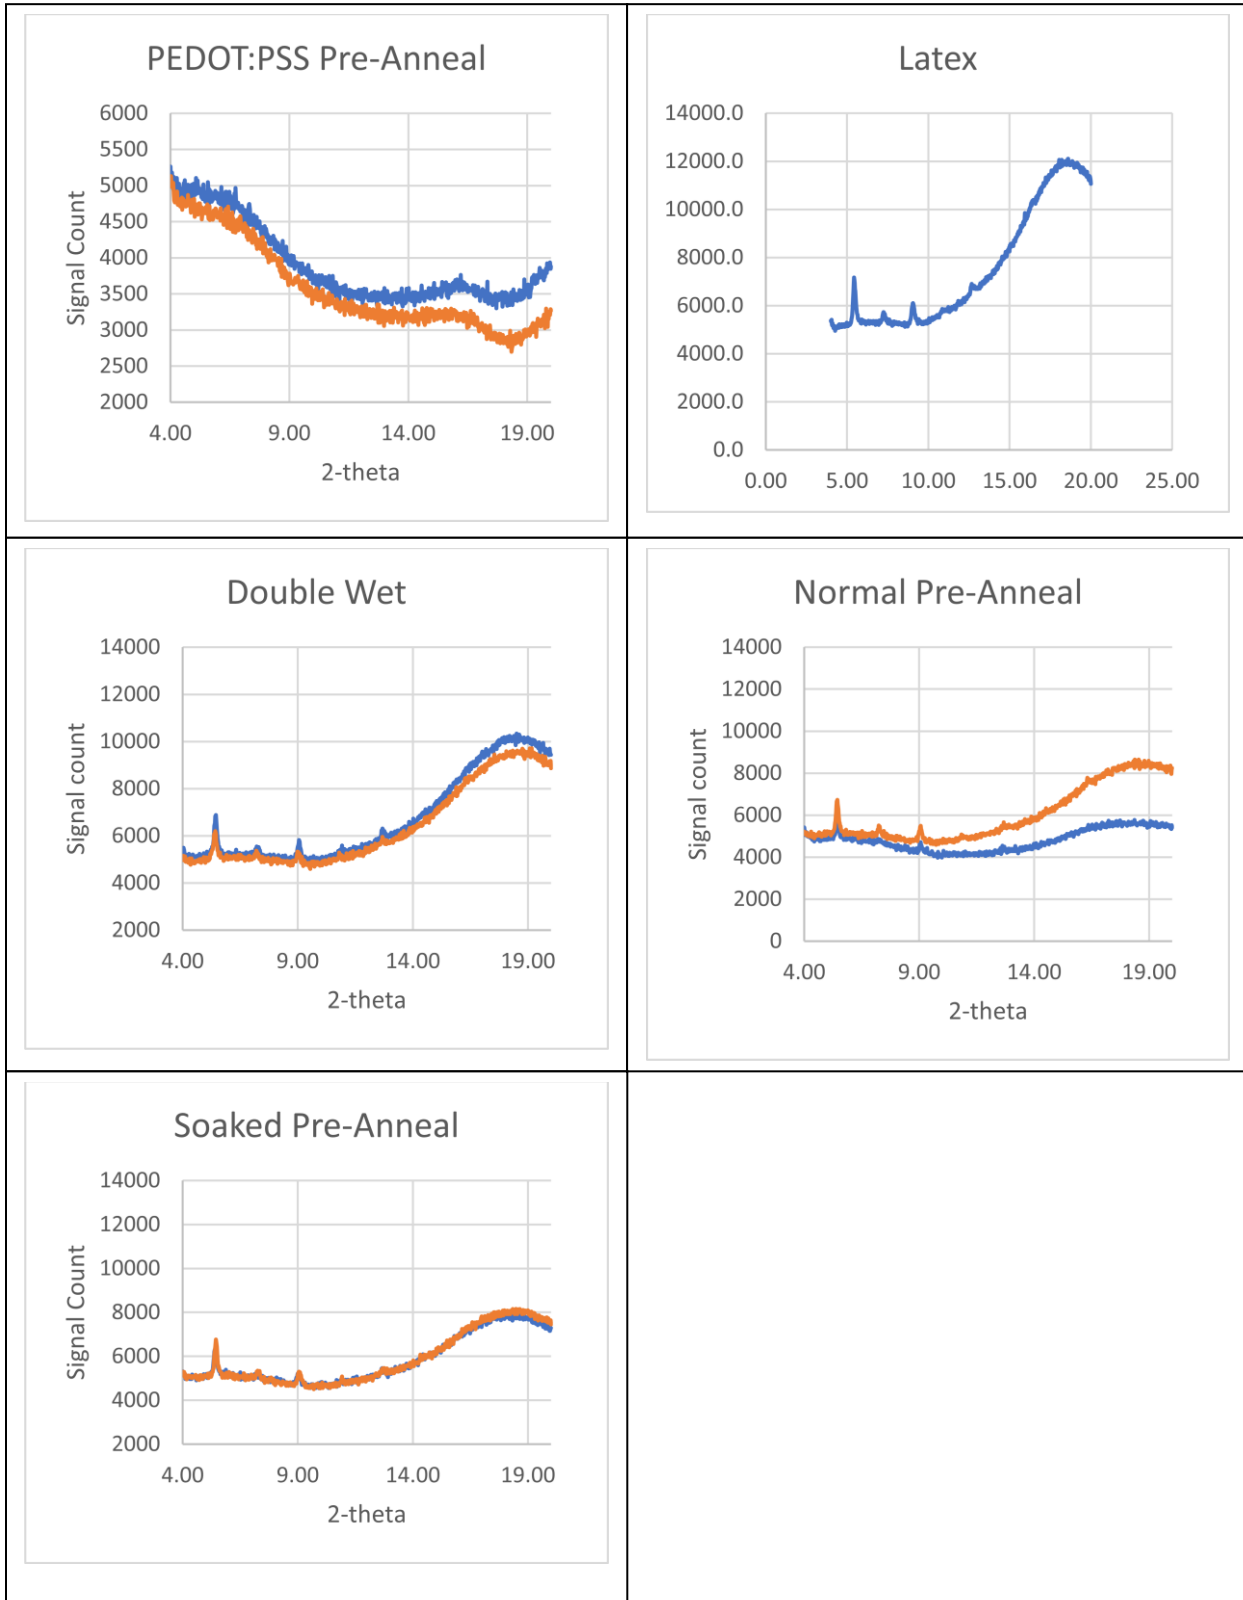 PEDOT:PSS Pre-Anneal
6000
5500
5000
4500
4000
3500
3000
2500
2000
Signal Count
4.00 9.00 14.00 19.00
2-theta
Latex
14000.0
12000.0
10000.0
8000.0
6000.0
4000.0
2000.0
0.0
0.00 5.00 10.00 15.00 20.00 25.00
Double Wet
14000
12000
10000
8000
6000
4000
2000
Signal count
4.00 9.00 14.00 19.00
2-theta
Normal Pre-Anneal
14000
12000
10000
8000
6000
4000
2000
0
Signal count
4.00 9.00 14.00 19.00
2-theta
Soaked Pre-Anneal
14000
12000
10000
8000
6000
4000
2000
Signal Count
4.00 9.00 14.00 19.00
2-theta